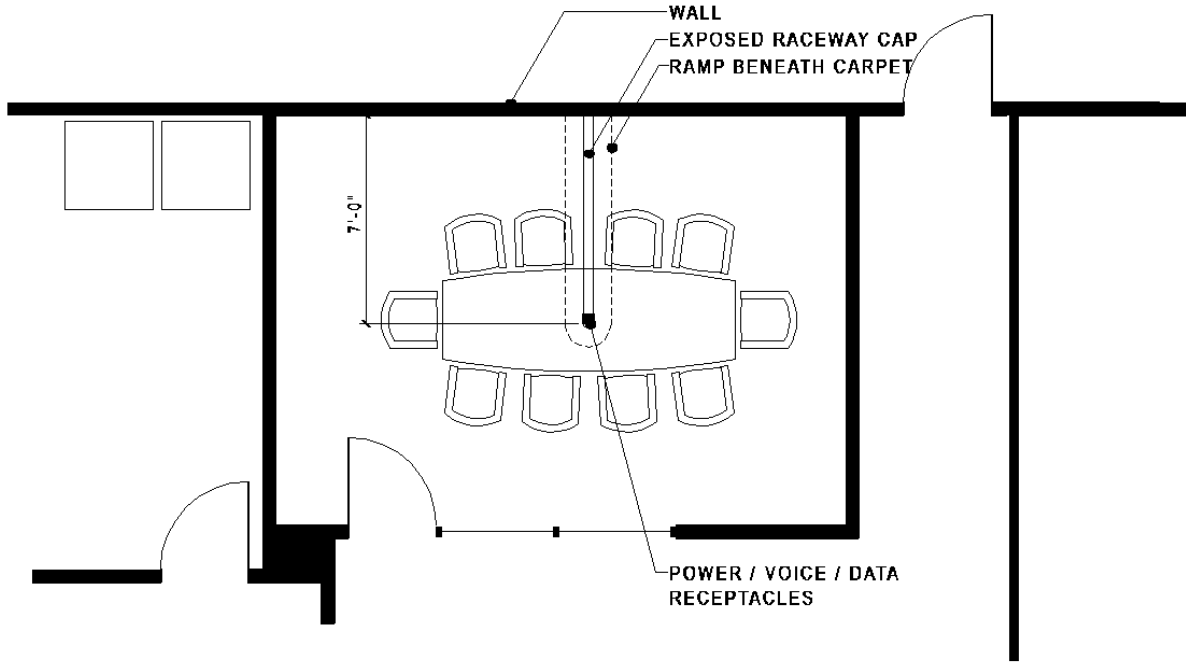 WALL
EXPOSED RACEWAY CAP
RAMP BENEATH CARPET
7'-0"
POWER / VOICE / DATA
RECEPTACLES